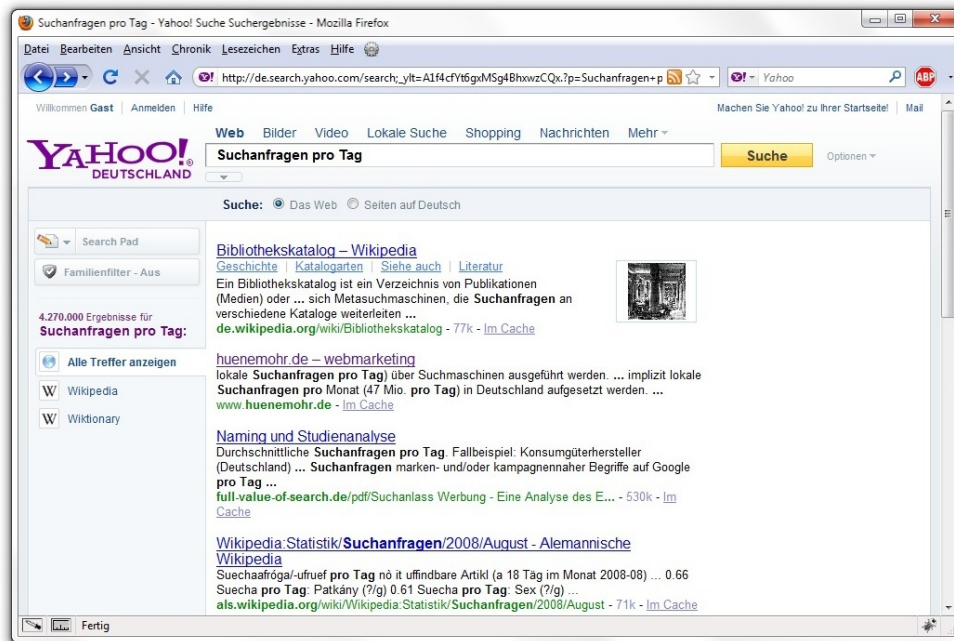 Suchanfragen pro Tag - Yahoo! Suche Suchergebnisse - Mozilla Firefox
Datei Bearbeiten Ansicht Chronik Lesezeichen Extras Hilfe
http://de.search.yahoo.com/search;_ylt=A1f4cfYt6gxMSg4BhxwzCQx.?p=Suchanfragen+p
Yahoo
ABP
Willkommen Gast | Anmelden | Hilfe
Machen Sie Yahoo! zu Ihrer Startseite! | Mail
Web Bilder Video Lokale Suche Shopping Nachrichten Mehr
YAHOO!
DEUTSCHLAND
Suchanfragen pro Tag
Suche
Optionen
Suche: Das Web Seiten auf Deutsch
Search Pad
Familienfilter - Aus
4.270.000 Ergebnisse für
Suchanfragen pro Tag:
Alle Treffer anzeigen
W Wikipedia
W Wiktionary
Bibliothekskatalog – Wikipedia
Geschichte | Katalogarten | Siehe auch | Literatur
Ein Bibliothekskatalog ist ein Verzeichnis von Publikationen
(Medien) oder ... sich Metasuchmaschinen, die Suchanfragen an
verschiedene Kataloge weiterleiten ...
de.wikipedia.org/wiki/Bibliothekskatalog - 77k - Im Cache
huenemohr.de – webmarketing
lokale Suchanfragen pro Tag) über Suchmaschinen ausgeführt werden. ... implizit lokale
Suchanfragen pro Monat (47 Mio. pro Tag) in Deutschland aufgesetzt werden. ...
www.huenemohr.de - Im Cache
Naming und Studienanalyse
Durchschnittliche Suchanfragen pro Tag. Fallbeispiel: Konsumgüterhersteller
(Deutschland) ... Suchanfragen marken- und/oder kampagnennaher Begriffe auf Google
pro Tag ...
full-value-of-search.de/pdf/Suchanlass Werbung - Eine Analyse des E... - 530k - Im
Cache
Wikipedia:Statistik/Suchanfragen/2008/August - Alemannische
Wikipedia
Suechaafróga/-ufruef pro Tag nò it uffindbare Artikl (a 18 Täg im Monat 2008-08) ... 0.66
Suecha pro Tag: Patkány (?/g) 0.61 Suecha pro Tag: Sex (?/g) ...
als.wikipedia.org/wiki/Wikipedia:Statistik/Suchanfragen/2008/August - 71k - Im Cache
Fertig